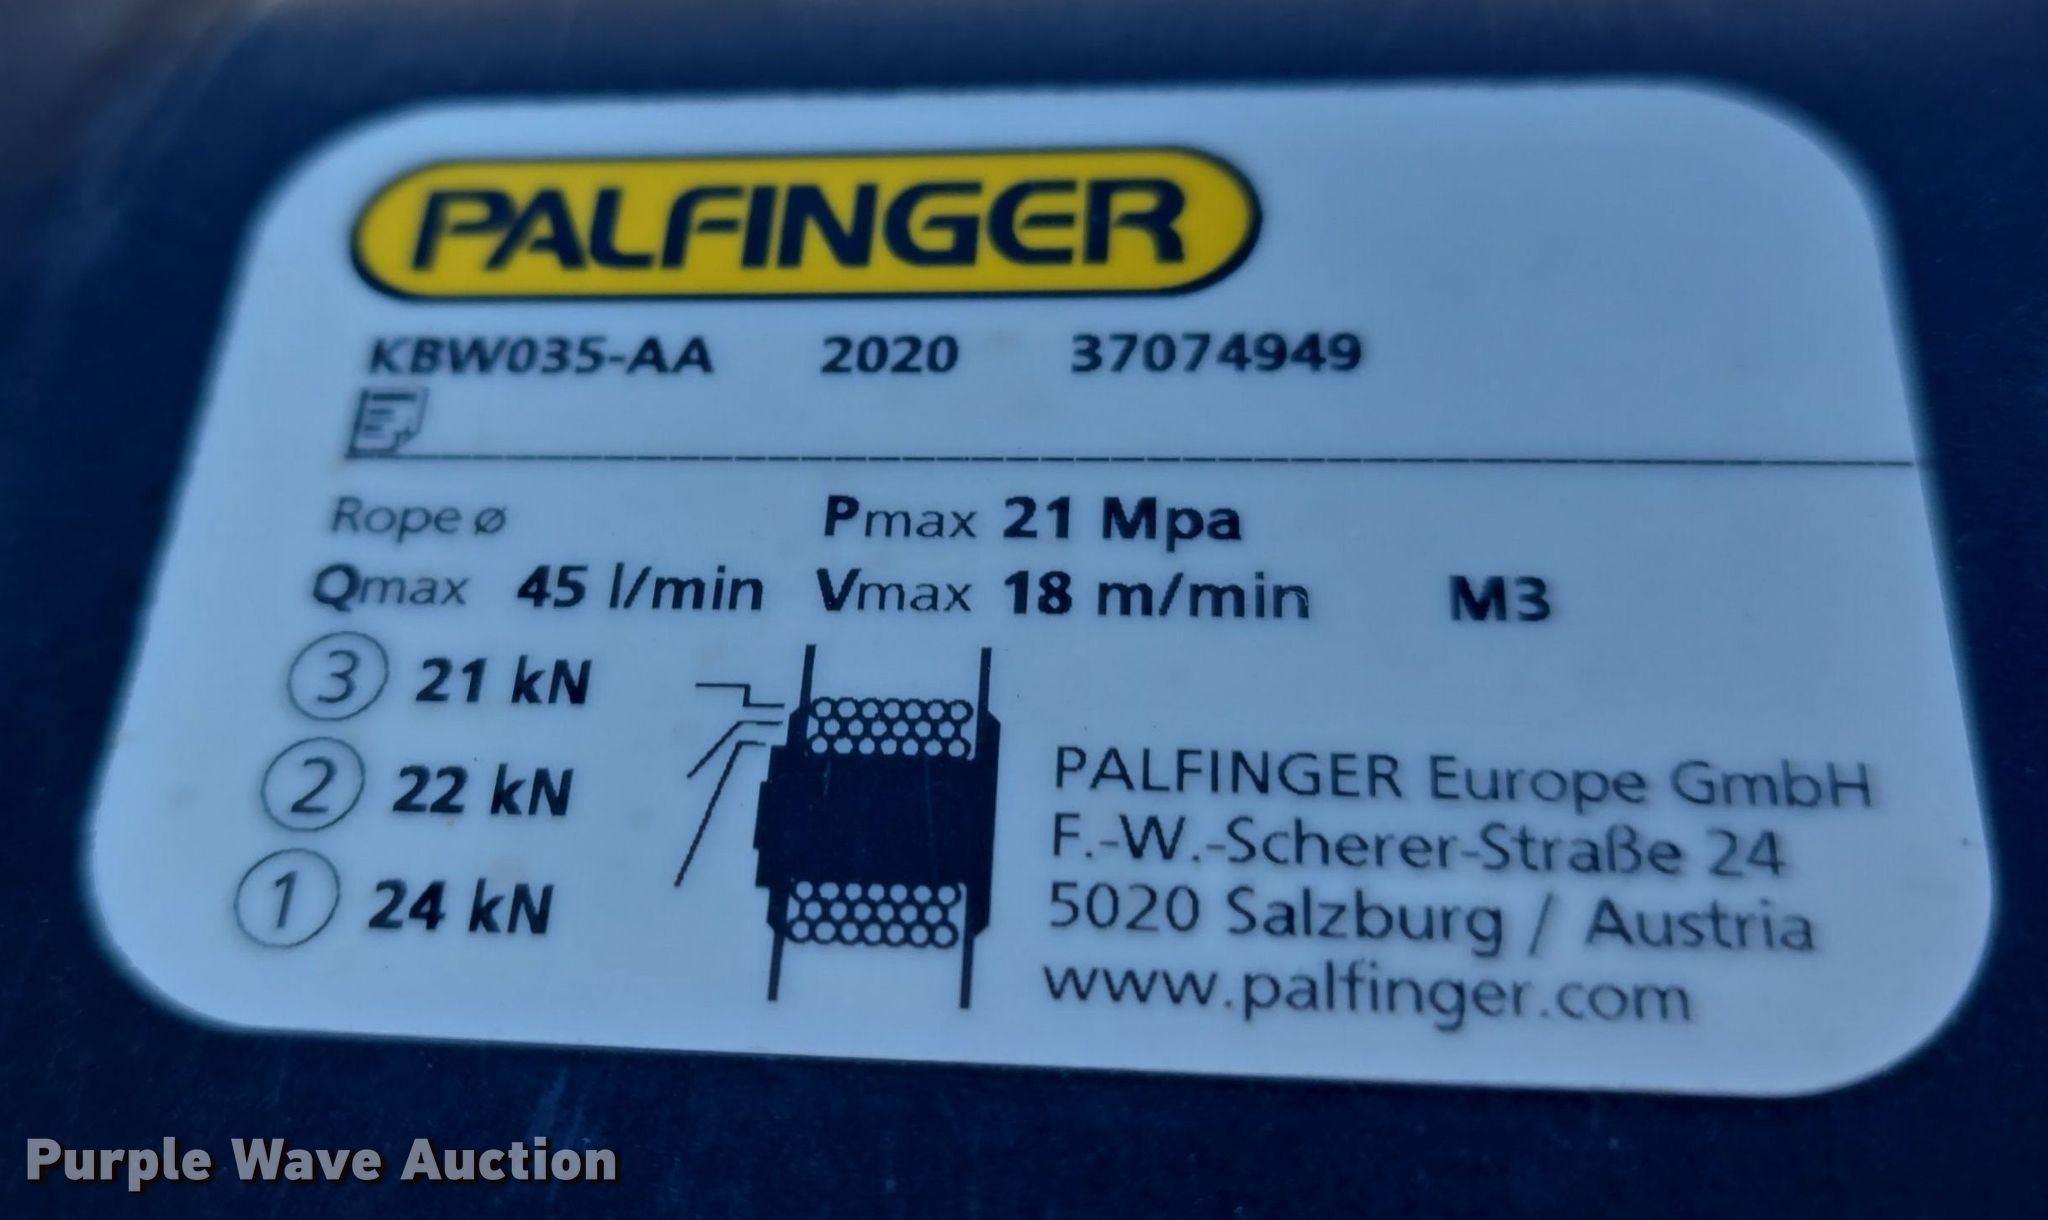 PALFINGER
KBW035-AA 2020 37074949
Rope ø Pmax 21 Mpa
Qmax 45 l/min Vmax 18 m/min M3
3 21 kN
2 22 kN
1 24 kN
PALFINGER Europe GmbH
F.-W.-Scherer-Straße 24
5020 Salzburg / Austria
www.palfinger.com
Purple Wave Auction